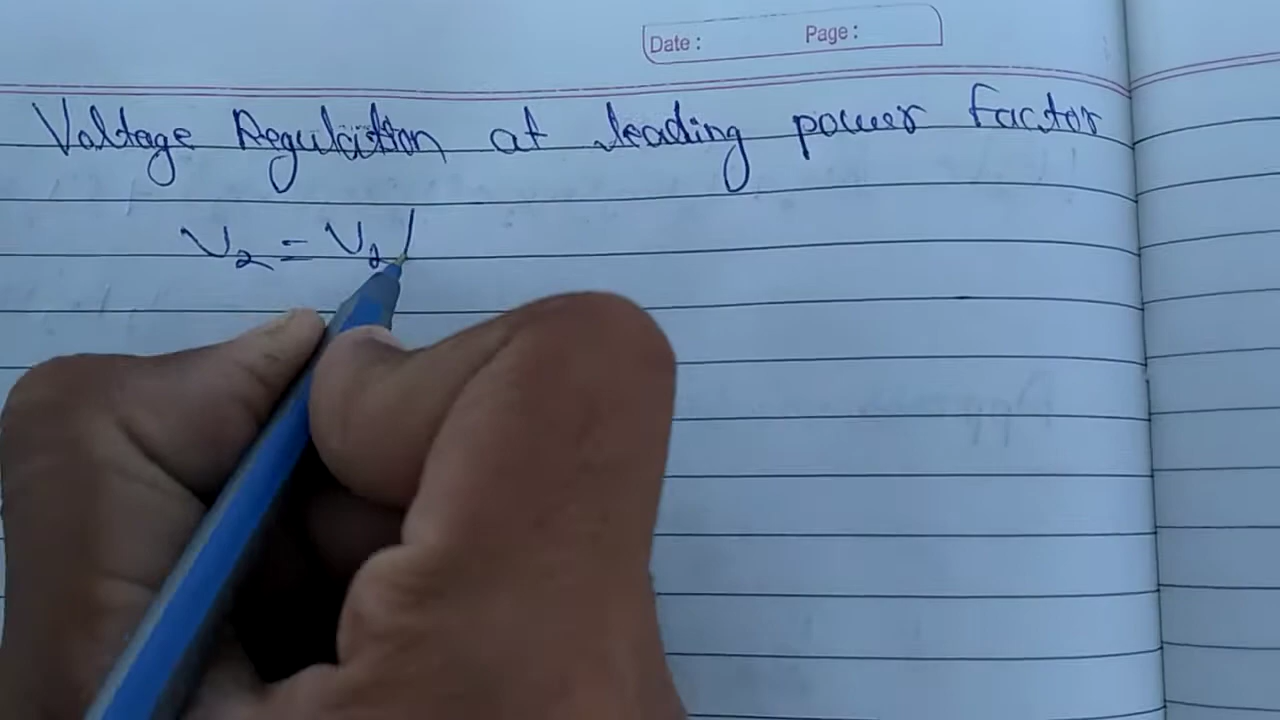 Date : Page :
Voltage Regulation at leading power factor
V₂ = V₂ /